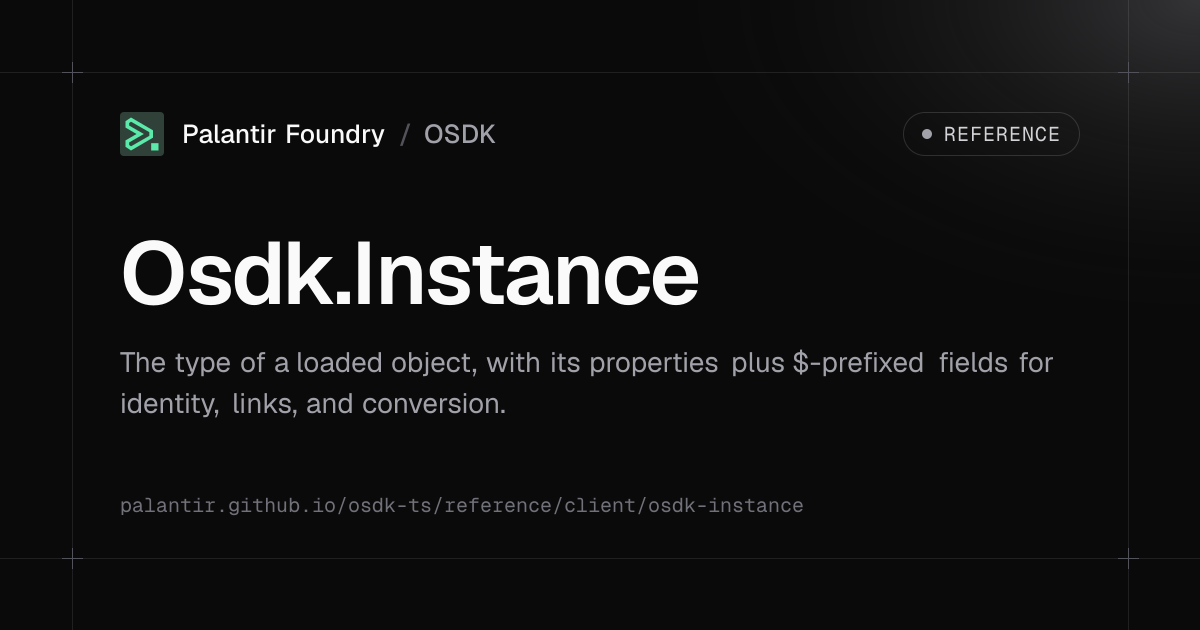 Palantir Foundry / OSDK
REFERENCE
Osdk.Instance
The type of a loaded object, with its properties plus $-prefixed fields for
identity, links, and conversion.
palantir.github.io/osdk-ts/reference/client/osdk-instance